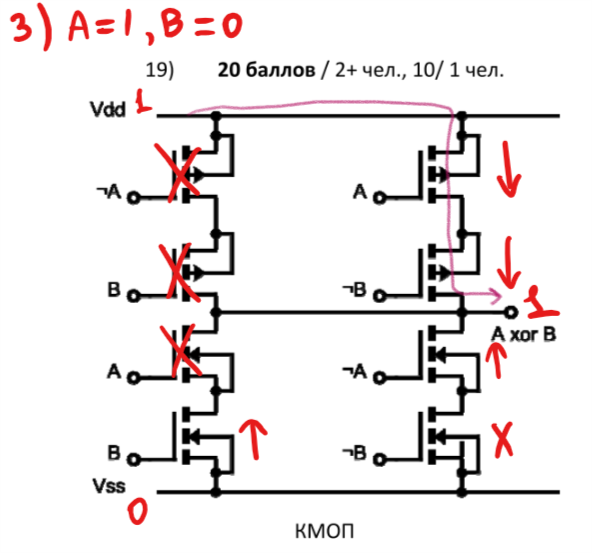 3) A=1, B=0
19) 20 баллов / 2+ чел., 10/ 1 чел.
Vdd 1
¬A A
B ¬B
1
A xor B
A ¬A
B ¬B
Vss
0
КМОП